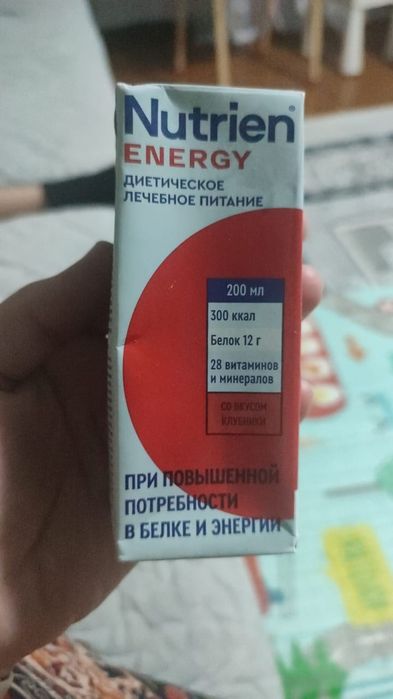 Nutrien®
ENERGY
ДИЕТИЧЕСКОЕ
ЛЕЧЕБНОЕ ПИТАНИЕ
200 мл
300 ккал
Белок 12 г
28 витаминов
и минералов
СО ВКУСОМ
КЛУБНИКИ
ПРИ ПОВЫШЕННОЙ
ПОТРЕБНОСТИ
В БЕЛКЕ И ЭНЕРГИИ